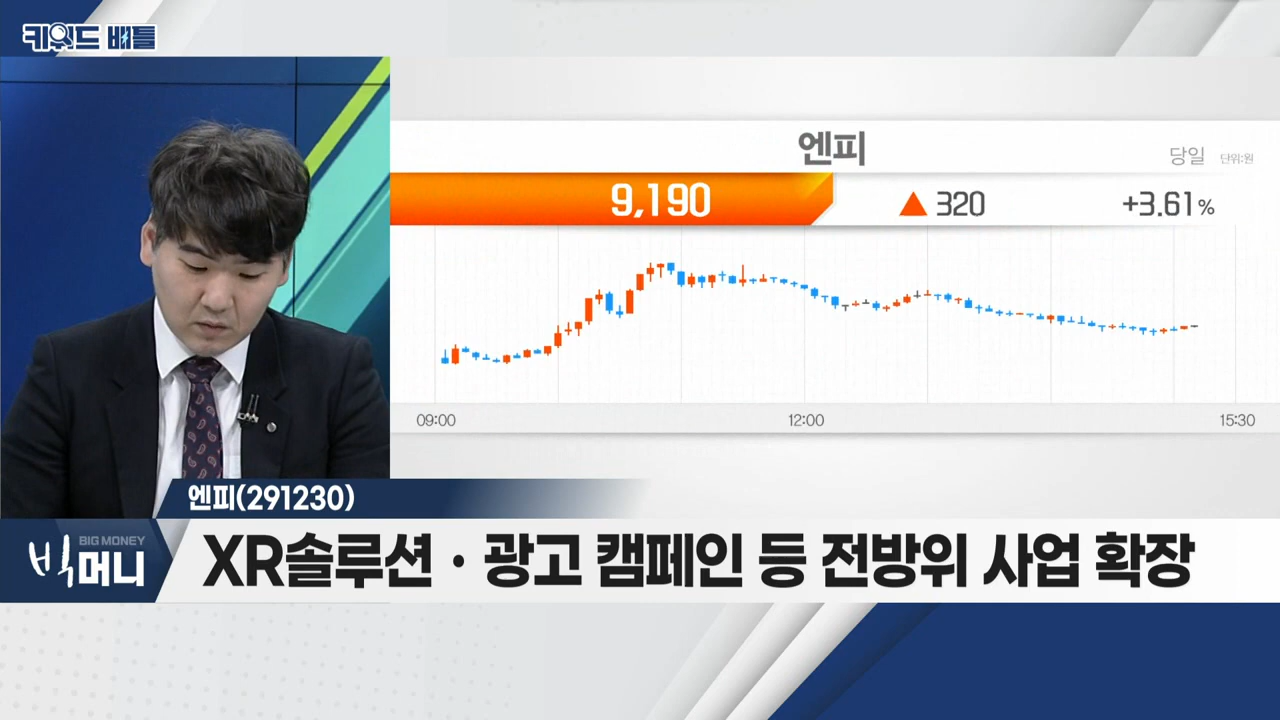 키워드 배틀
엔피
당일 단위:원
9,190 ▲ 320 +3.61%
09:00 12:00 15:30
엔피(291230)
BIG MONEY
빅머니
XR솔루션 · 광고 캠페인 등 전방위 사업 확장